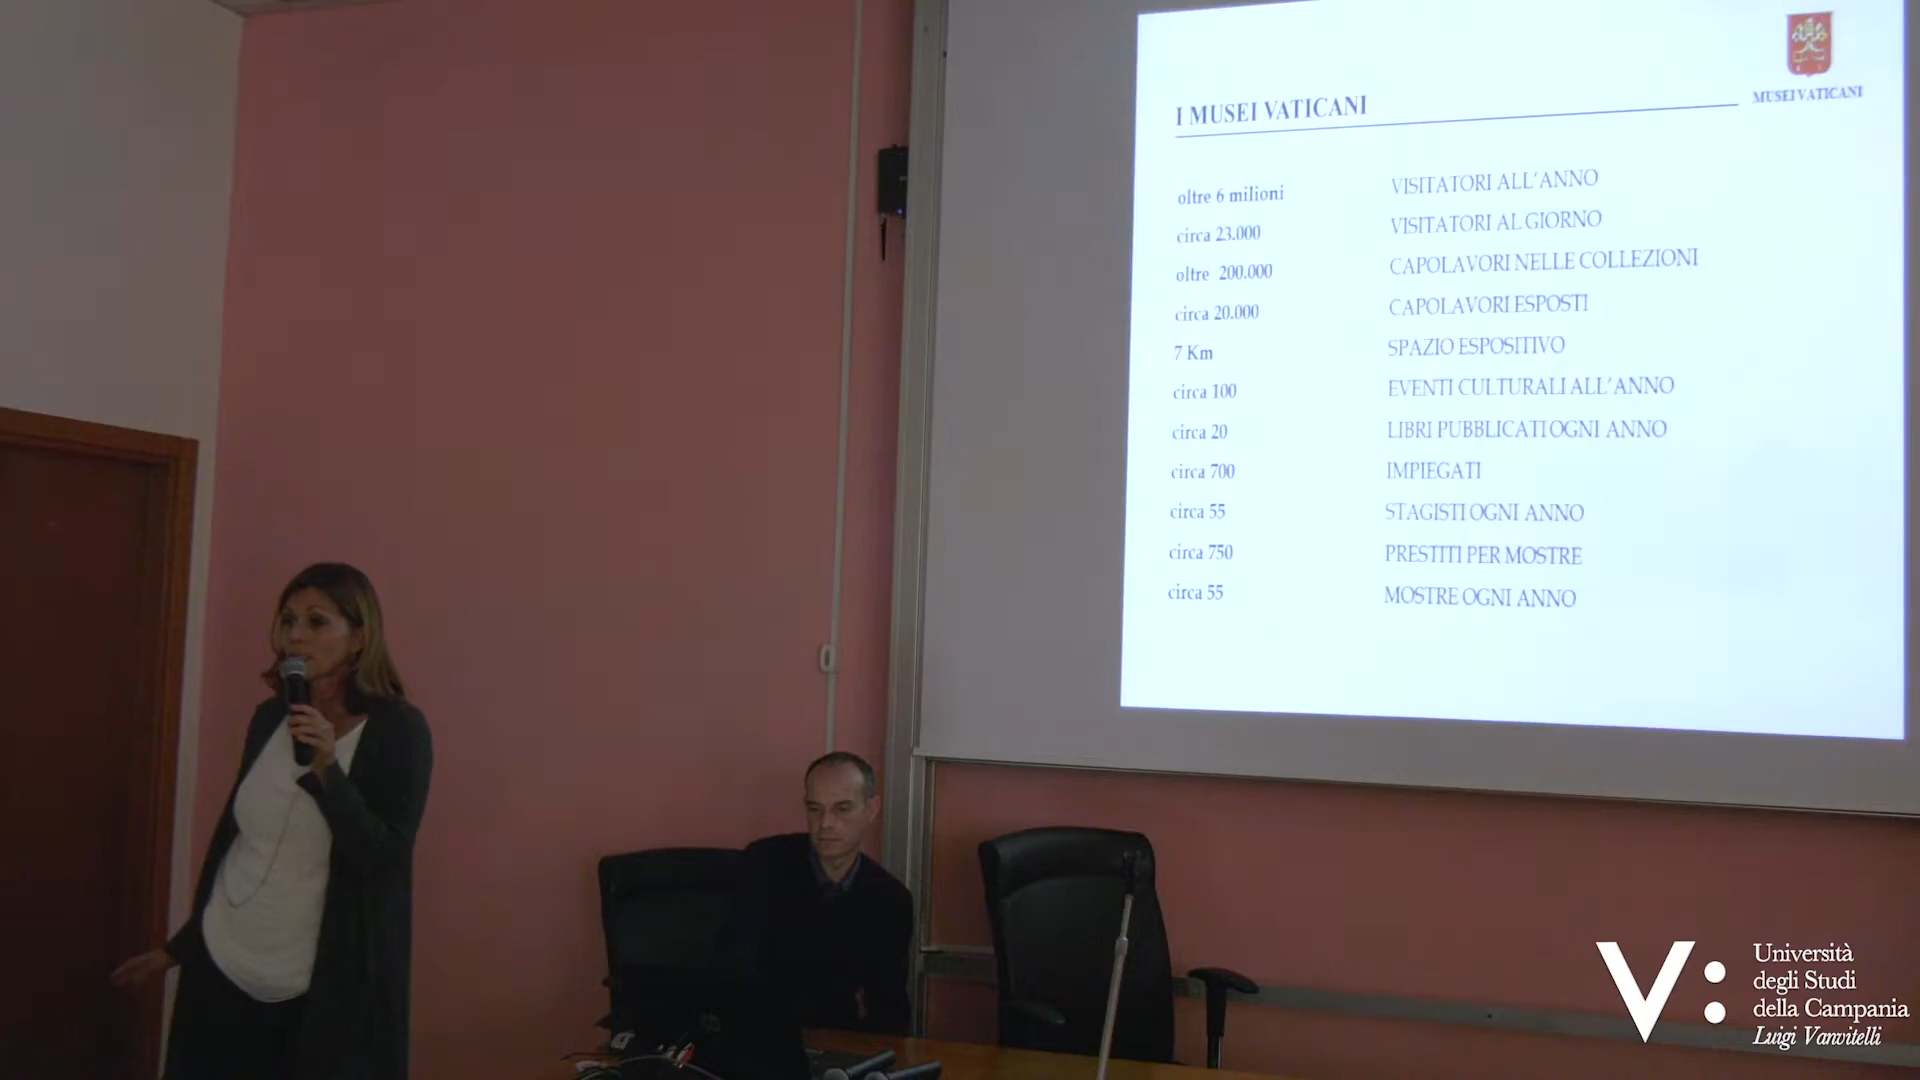 MUSEI VATICANI
I MUSEI VATICANI
oltre 6 milioni VISITATORI ALL'ANNO
circa 23.000 VISITATORI AL GIORNO
oltre 200.000 CAPOLAVORI NELLE COLLEZIONI
circa 20.000 CAPOLAVORI ESPOSTI
7 Km SPAZIO ESPOSITIVO
circa 100 EVENTI CULTURALI ALL'ANNO
circa 20 LIBRI PUBBLICATI OGNI ANNO
circa 700 IMPIEGATI
circa 55 STAGISTI OGNI ANNO
circa 750 PRESTITI PER MOSTRE
circa 55 MOSTRE OGNI ANNO
V:
Università
degli Studi
della Campania
Luigi Vanvitelli